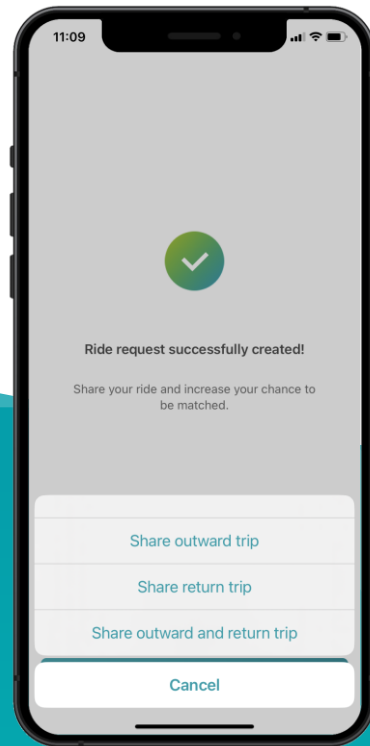 11:09
Ride request successfully created!
Share your ride and increase your chance to
be matched.
Share outward trip
Share return trip
Share outward and return trip
Cancel